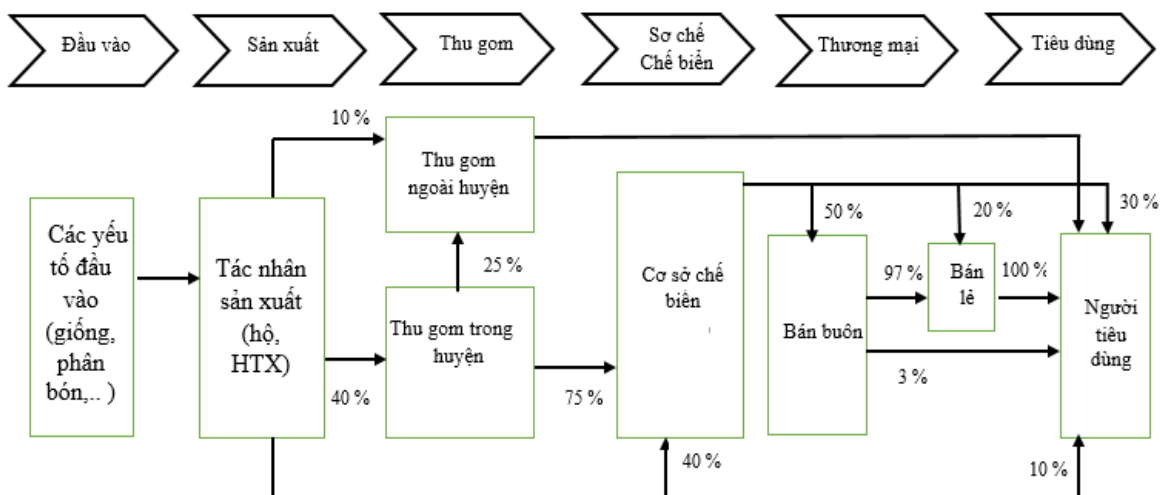 Đầu vào
Sản xuất
Thu gom
Sơ chế
Chế biển
Thương mại
Tiêu dùng
10 %
Thu gom
ngoài huyện
Các yếu
tố đầu
vào
(giống,
phân
bón,.. )
Tác nhân
sản xuất
(hộ,
HTX)
25 %
Thu gom trong
huyện
40 %
75 %
Cơ sở chế
biên
40 %
50 %
20 %
30 %
Bán buôn
97 %
Bán
lẻ
100 %
3 %
Người
tiêu
dùng
10 %